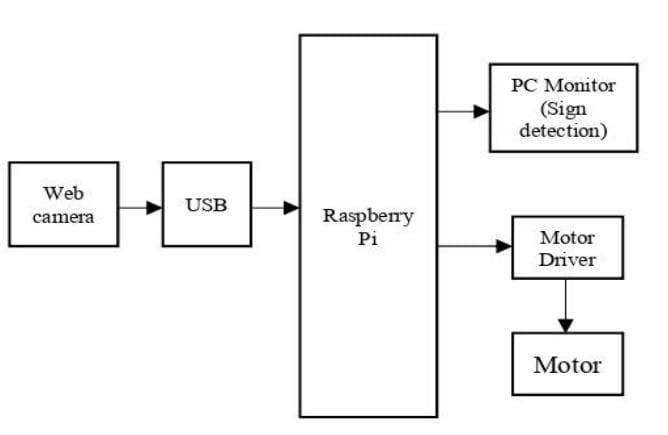 Web
camera
USB
Raspberry
Pi
PC Monitor
(Sign
detection)
Motor
Driver
Motor